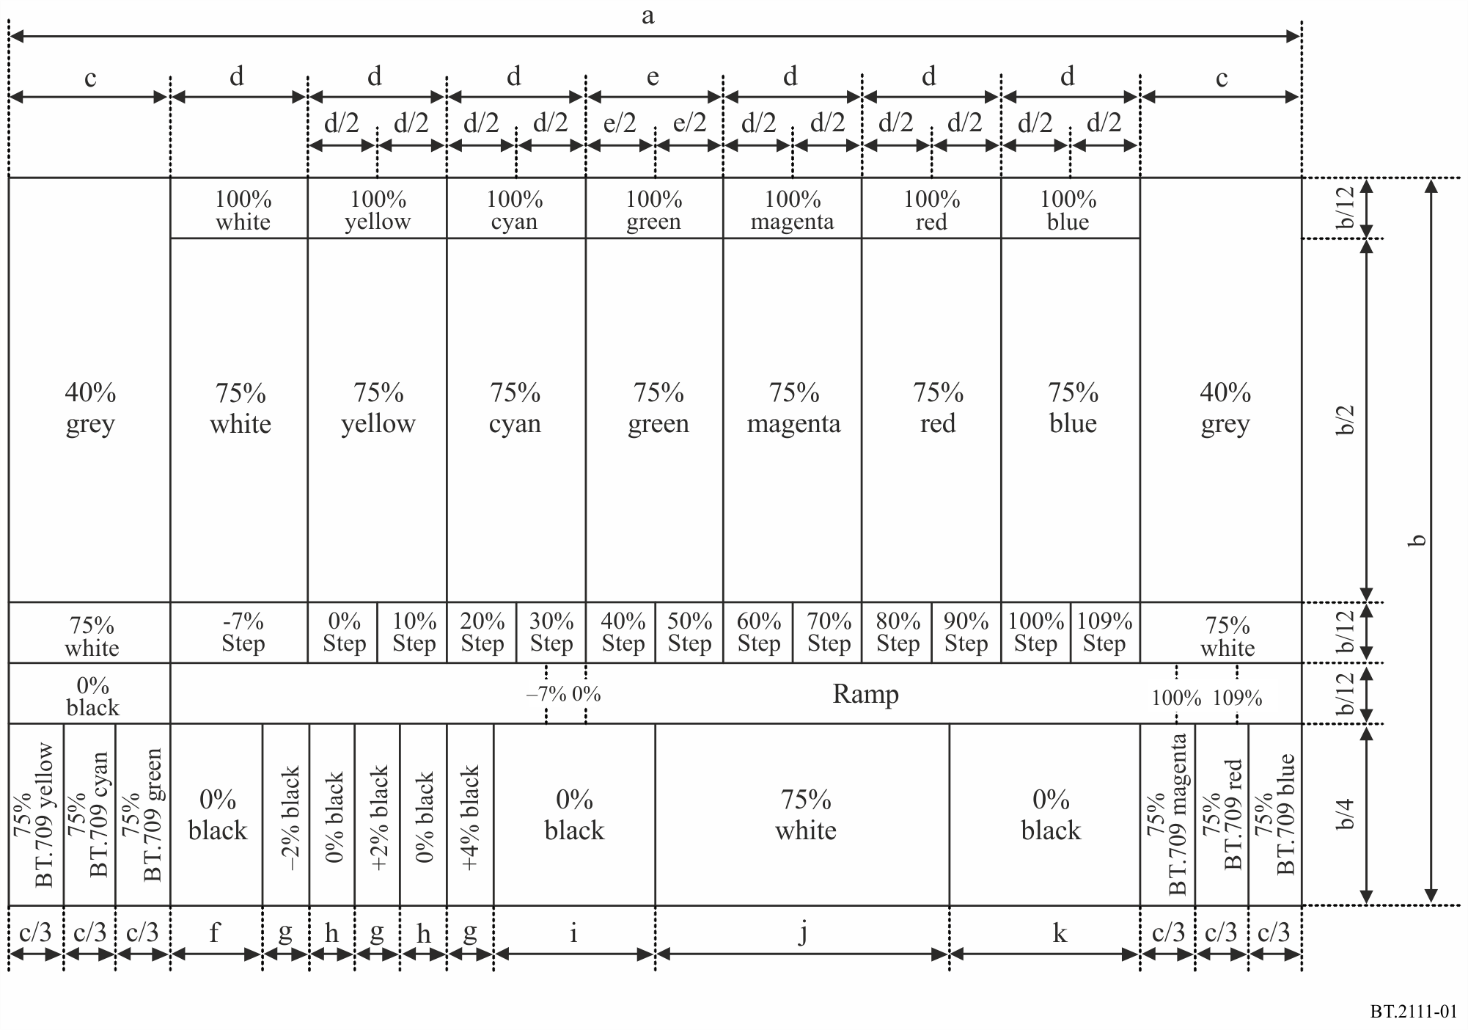 a
c d d d e d d d c
d/2 d/2 d/2 d/2 e/2 e/2 d/2 d/2 d/2 d/2 d/2 d/2
100% 100% 100% 100% 100% 100% 100%
white yellow cyan green magenta red blue
b/12
40% 75% 75% 75% 75% 75% 75% 75% 40%
grey white yellow cyan green magenta red blue grey
b/2
b
75% -7% 0% 10% 20% 30% 40% 50% 60% 70% 80% 90% 100% 109% 75%
white Step Step Step Step Step Step Step Step Step Step Step Step Step white
b/12
0%
black
–7% 0% Ramp 100% 109%
b/12
75%
BT.709 yellow
75%
BT.709 cyan
75%
BT.709 green
0%
black
–2% black
0% black
+2% black
0% black
+4% black
0%
black
75%
white
0%
black
75%
BT.709 magenta
75%
BT.709 red
75%
BT.709 blue
b/4
c/3 c/3 c/3 f g h g h g i j k c/3 c/3 c/3
BT.2111-01